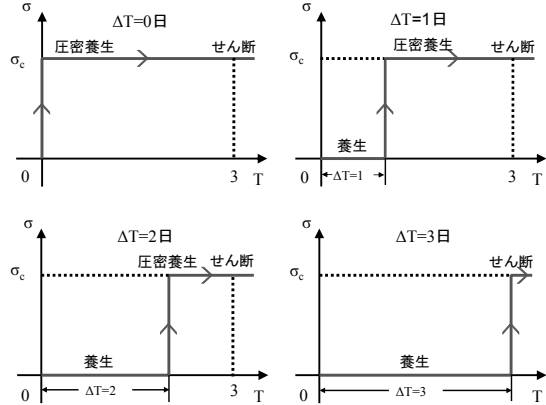 σ
ΔT=0日
圧密養生
せん断
σc
0
3
T
σ
ΔT=1日
圧密養生
せん断
σc
養生
0
ΔT=1
3
T
σ
ΔT=2日
圧密養生
せん断
σc
養生
0
ΔT=2
3
T
σ
ΔT=3日
せん断
σc
養生
0
ΔT=3
T